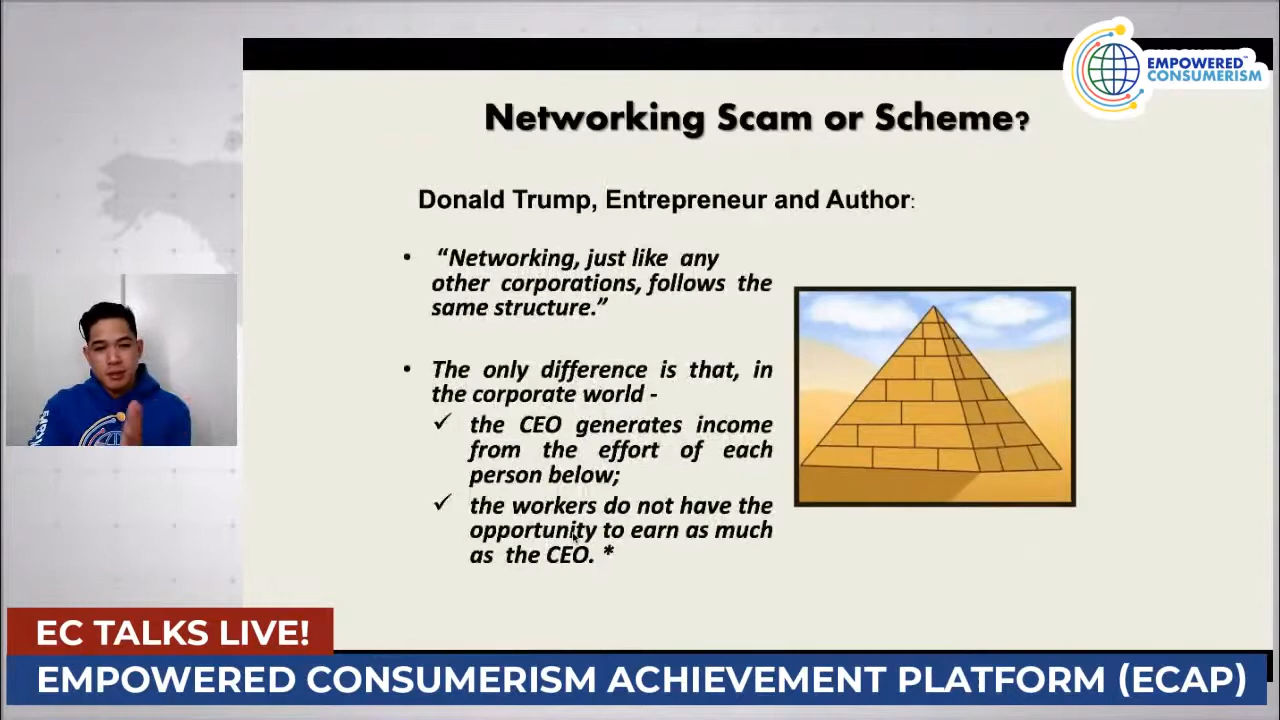 EMPOWERED™
CONSUMERISM
Networking Scam or Scheme?
Donald Trump, Entrepreneur and Author:
• “Networking, just like any
other corporations, follows the
same structure.”
• The only difference is that, in
the corporate world -
✓ the CEO generates income
from the effort of each
person below;
✓ the workers do not have the
opportunity to earn as much
as the CEO. *
EC TALKS LIVE!
EMPOWERED CONSUMERISM ACHIEVEMENT PLATFORM (ECAP)